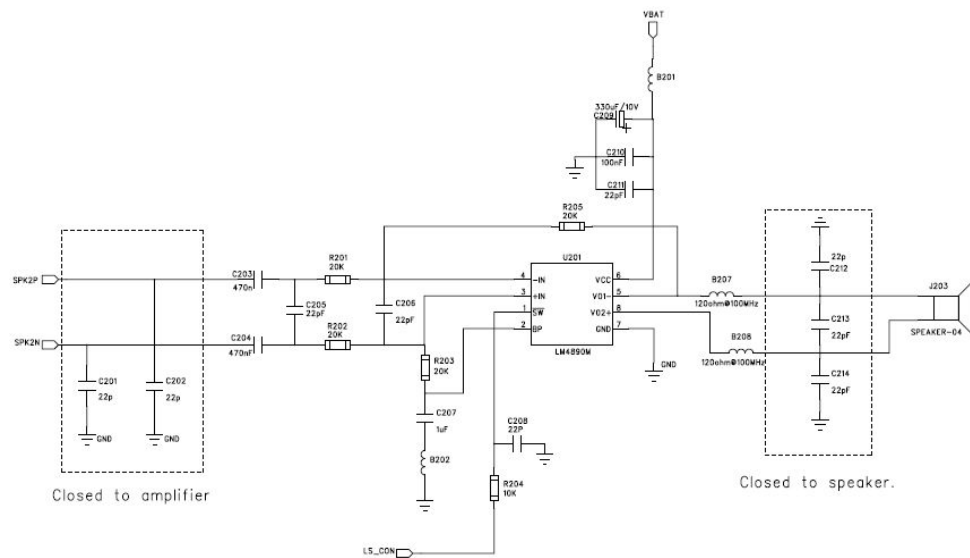 VBAT
B201
330uF/10V
C209
C210
100nF
C211
22pF
R205
20K
U201
SPK2P
C203
470n
R201
20K
4 -IN
VCC 6
3 +IN
VO1- 5
1 SW
VO2+ 8
2 BP
GND 7
LM4890M
C205
22pF
C206
22pF
SPK2N
C204
470nF
R202
20K
B207
120ohm@100MHz
22p
C212
J203
SPEAKER-04
C213
22pF
B208
120ohm@100MHz
C214
22pF
GND
R203
20K
C201
22p
C202
22p
GND
GND
C207
1uF
B202
C208
22P
R204
10K
LS_CON
Closed to amplifier
Closed to speaker.